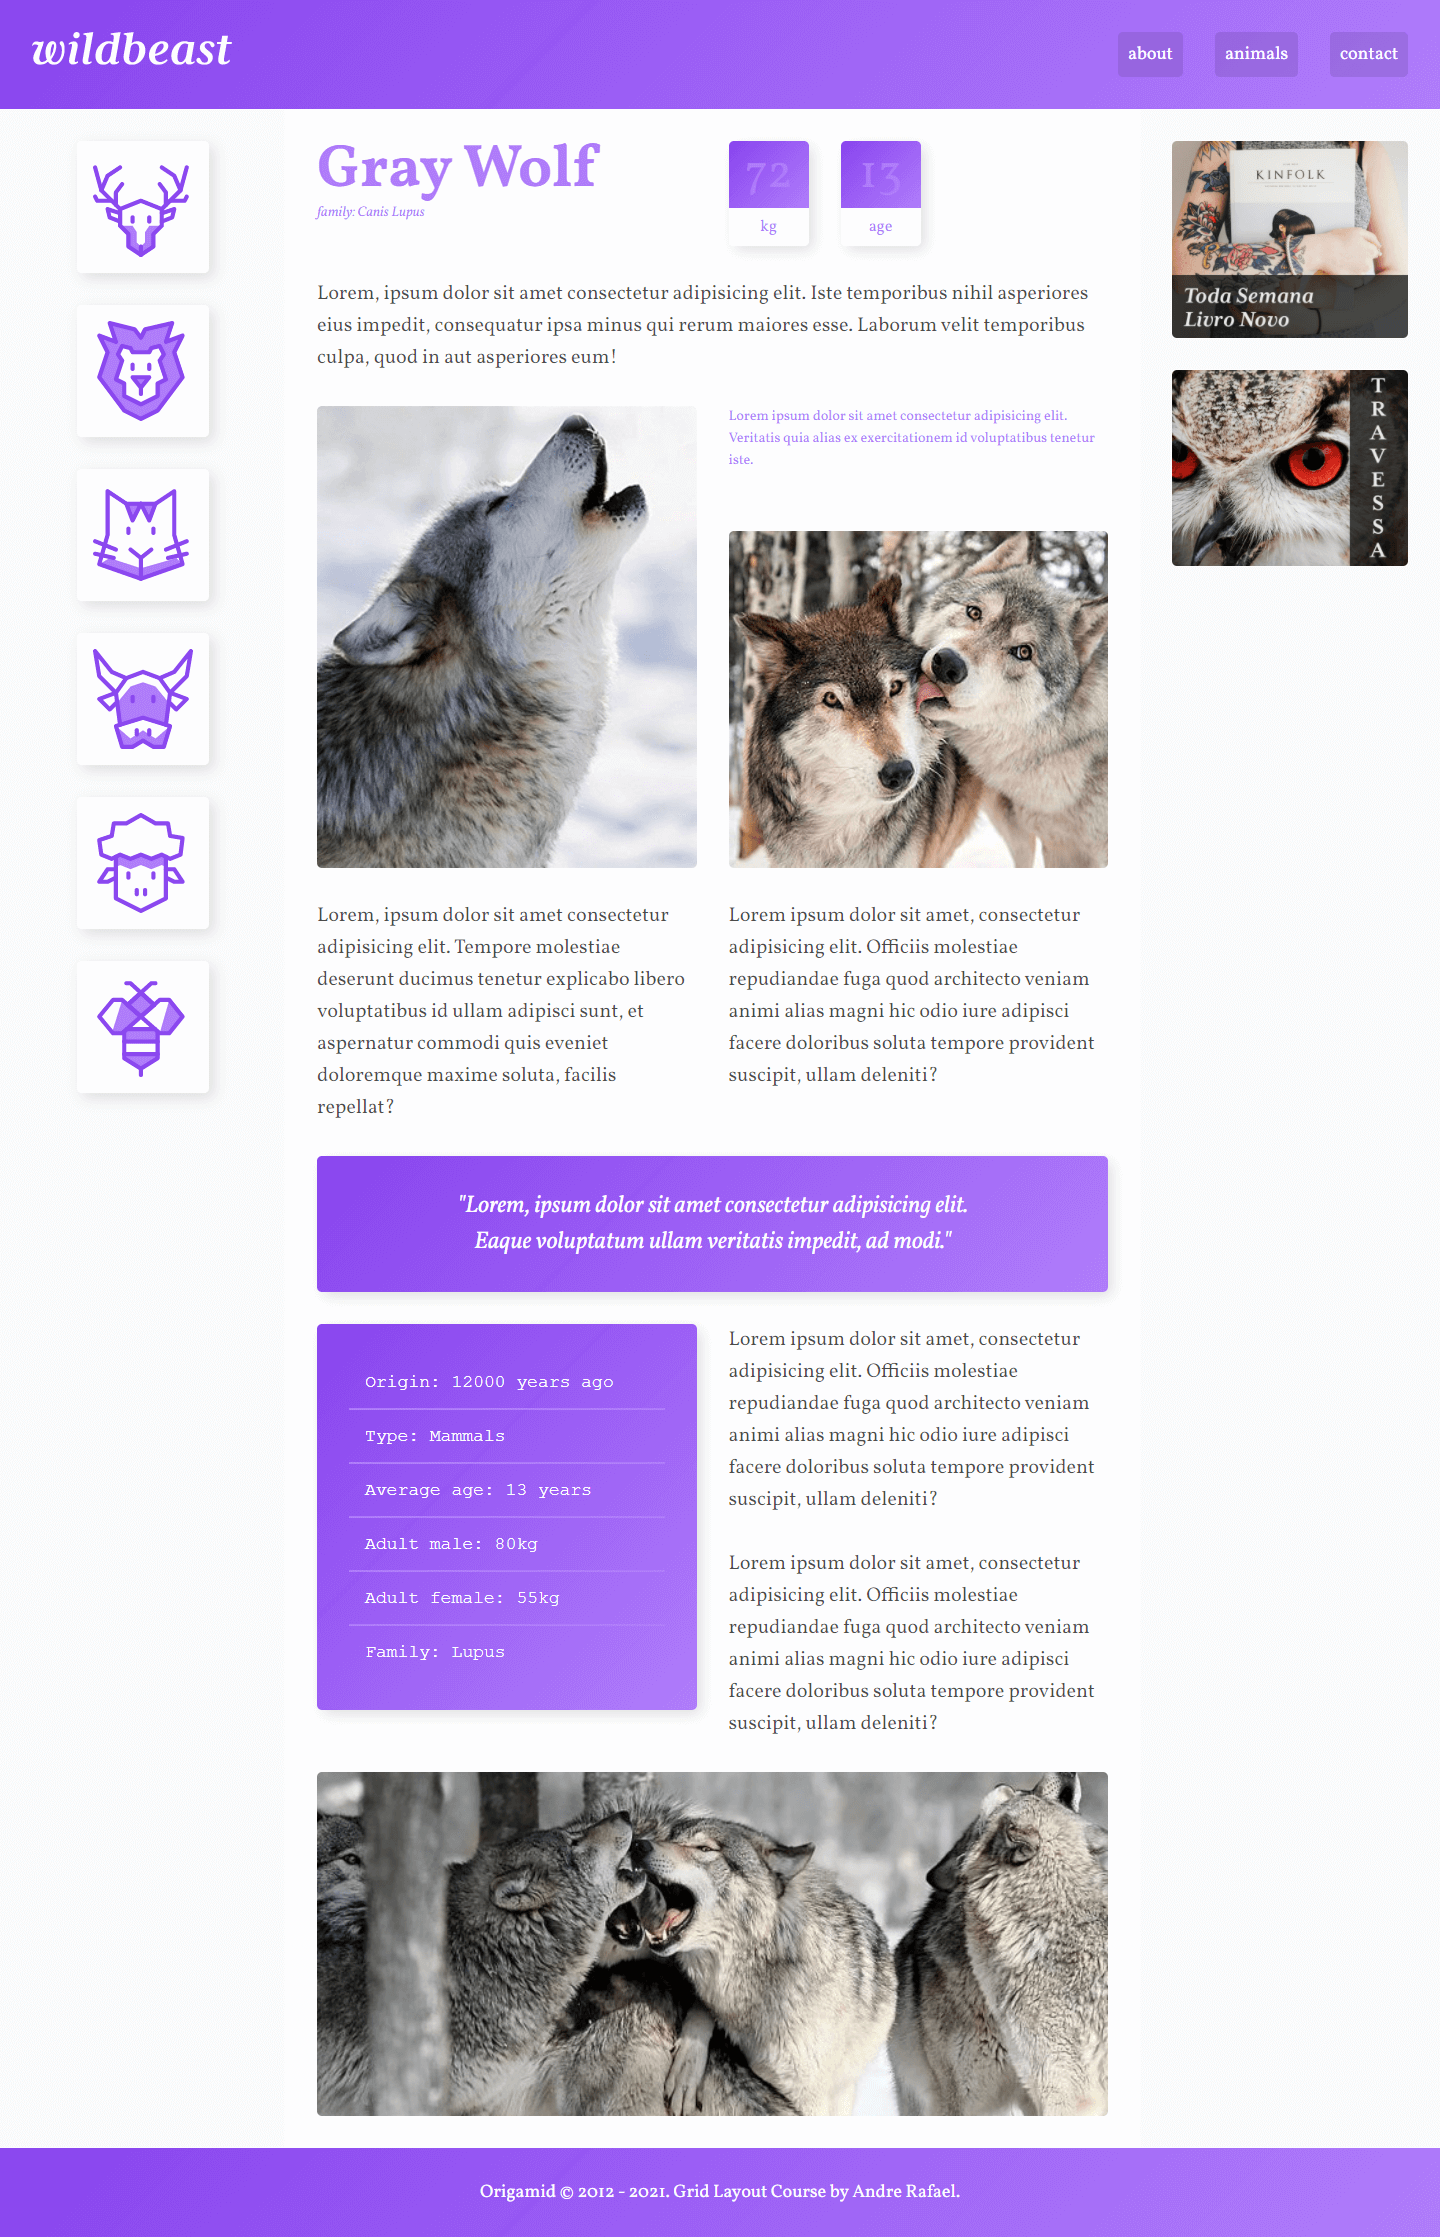 wildbeast
about
animals
contact
Gray Wolf
family: Canis Lupus
72
kg
13
age
KINFOLK
Toda Semana
Livro Novo
TRAVESSA
Lorem, ipsum dolor sit amet consectetur adipisicing elit. Iste temporibus nihil asperiores
eius impedit, consequatur ipsa minus qui rerum maiores esse. Laborum velit temporibus
culpa, quod in aut asperiores eum!
Lorem ipsum dolor sit amet consectetur adipisicing elit.
Veritatis quia alias ex exercitationem id voluptatibus tenetur
iste.
Lorem, ipsum dolor sit amet consectetur
adipisicing elit. Tempore molestiae
deserunt ducimus tenetur explicabo libero
voluptatibus id ullam adipisci sunt, et
aspernatur commodi quis eveniet
doloremque maxime soluta, facilis
repellat?
Lorem ipsum dolor sit amet, consectetur
adipisicing elit. Officiis molestiae
repudiandae fuga quod architecto veniam
animi alias magni hic odio iure adipisci
facere doloribus soluta tempore provident
suscipit, ullam deleniti?
"Lorem, ipsum dolor sit amet consectetur adipisicing elit.
Eaque voluptatum ullam veritatis impedit, ad modi."
Origin: 12000 years ago
Type: Mammals
Average age: 13 years
Adult male: 80kg
Adult female: 55kg
Family: Lupus
Lorem ipsum dolor sit amet, consectetur
adipisicing elit. Officiis molestiae
repudiandae fuga quod architecto veniam
animi alias magni hic odio iure adipisci
facere doloribus soluta tempore provident
suscipit, ullam deleniti?
Lorem ipsum dolor sit amet, consectetur
adipisicing elit. Officiis molestiae
repudiandae fuga quod architecto veniam
animi alias magni hic odio iure adipisci
facere doloribus soluta tempore provident
suscipit, ullam deleniti?
Origamid © 2012 - 2021. Grid Layout Course by Andre Rafael.